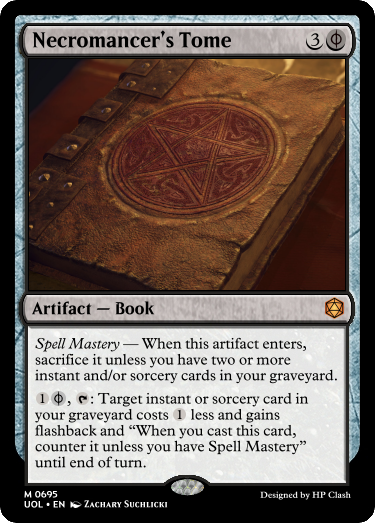 Necromancer's Tome 3
Artifact — Book
Spell Mastery — When this artifact enters,
sacrifice it unless you have two or more
instant and/or sorcery cards in your graveyard.
1 , : Target instant or sorcery card in
your graveyard costs 1 less and gains
flashback and “When you cast this card,
counter it unless you have Spell Mastery”
until end of turn.
M 0695
Designed by HP Clash
UOL • EN Zachary Suchlicki